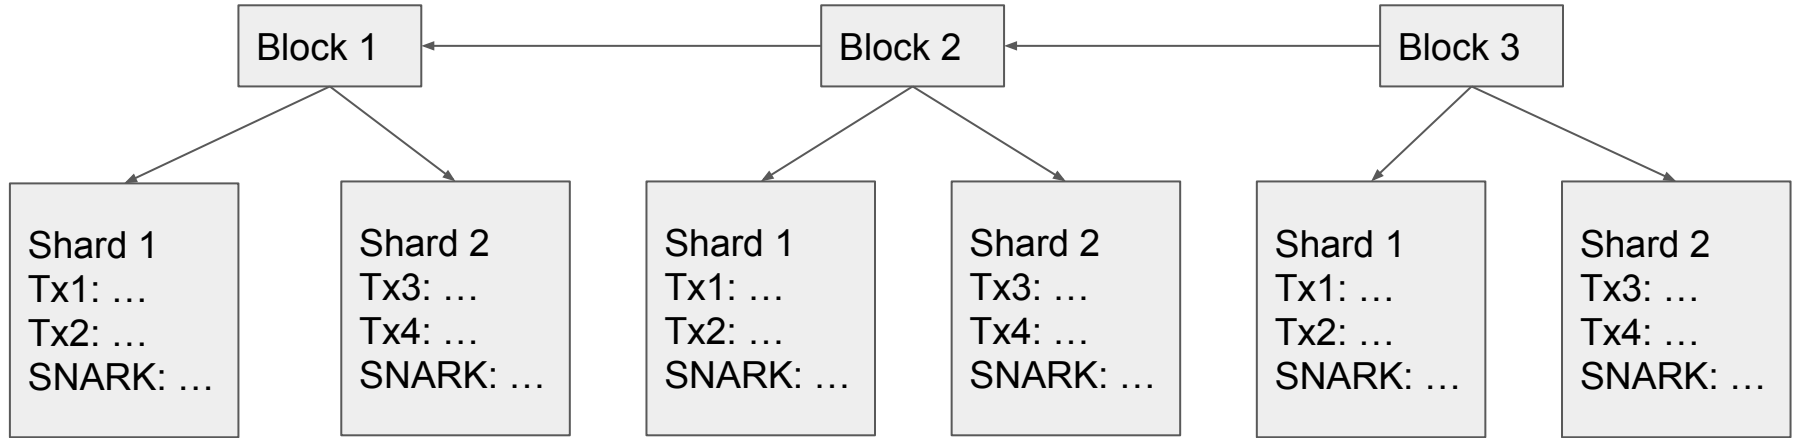 Block 1
Block 2
Block 3
Shard 1
Tx1: …
Tx2: …
SNARK: …
Shard 2
Tx3: …
Tx4: …
SNARK: …
Shard 1
Tx1: …
Tx2: …
SNARK: …
Shard 2
Tx3: …
Tx4: …
SNARK: …
Shard 1
Tx1: …
Tx2: …
SNARK: …
Shard 2
Tx3: …
Tx4: …
SNARK: …